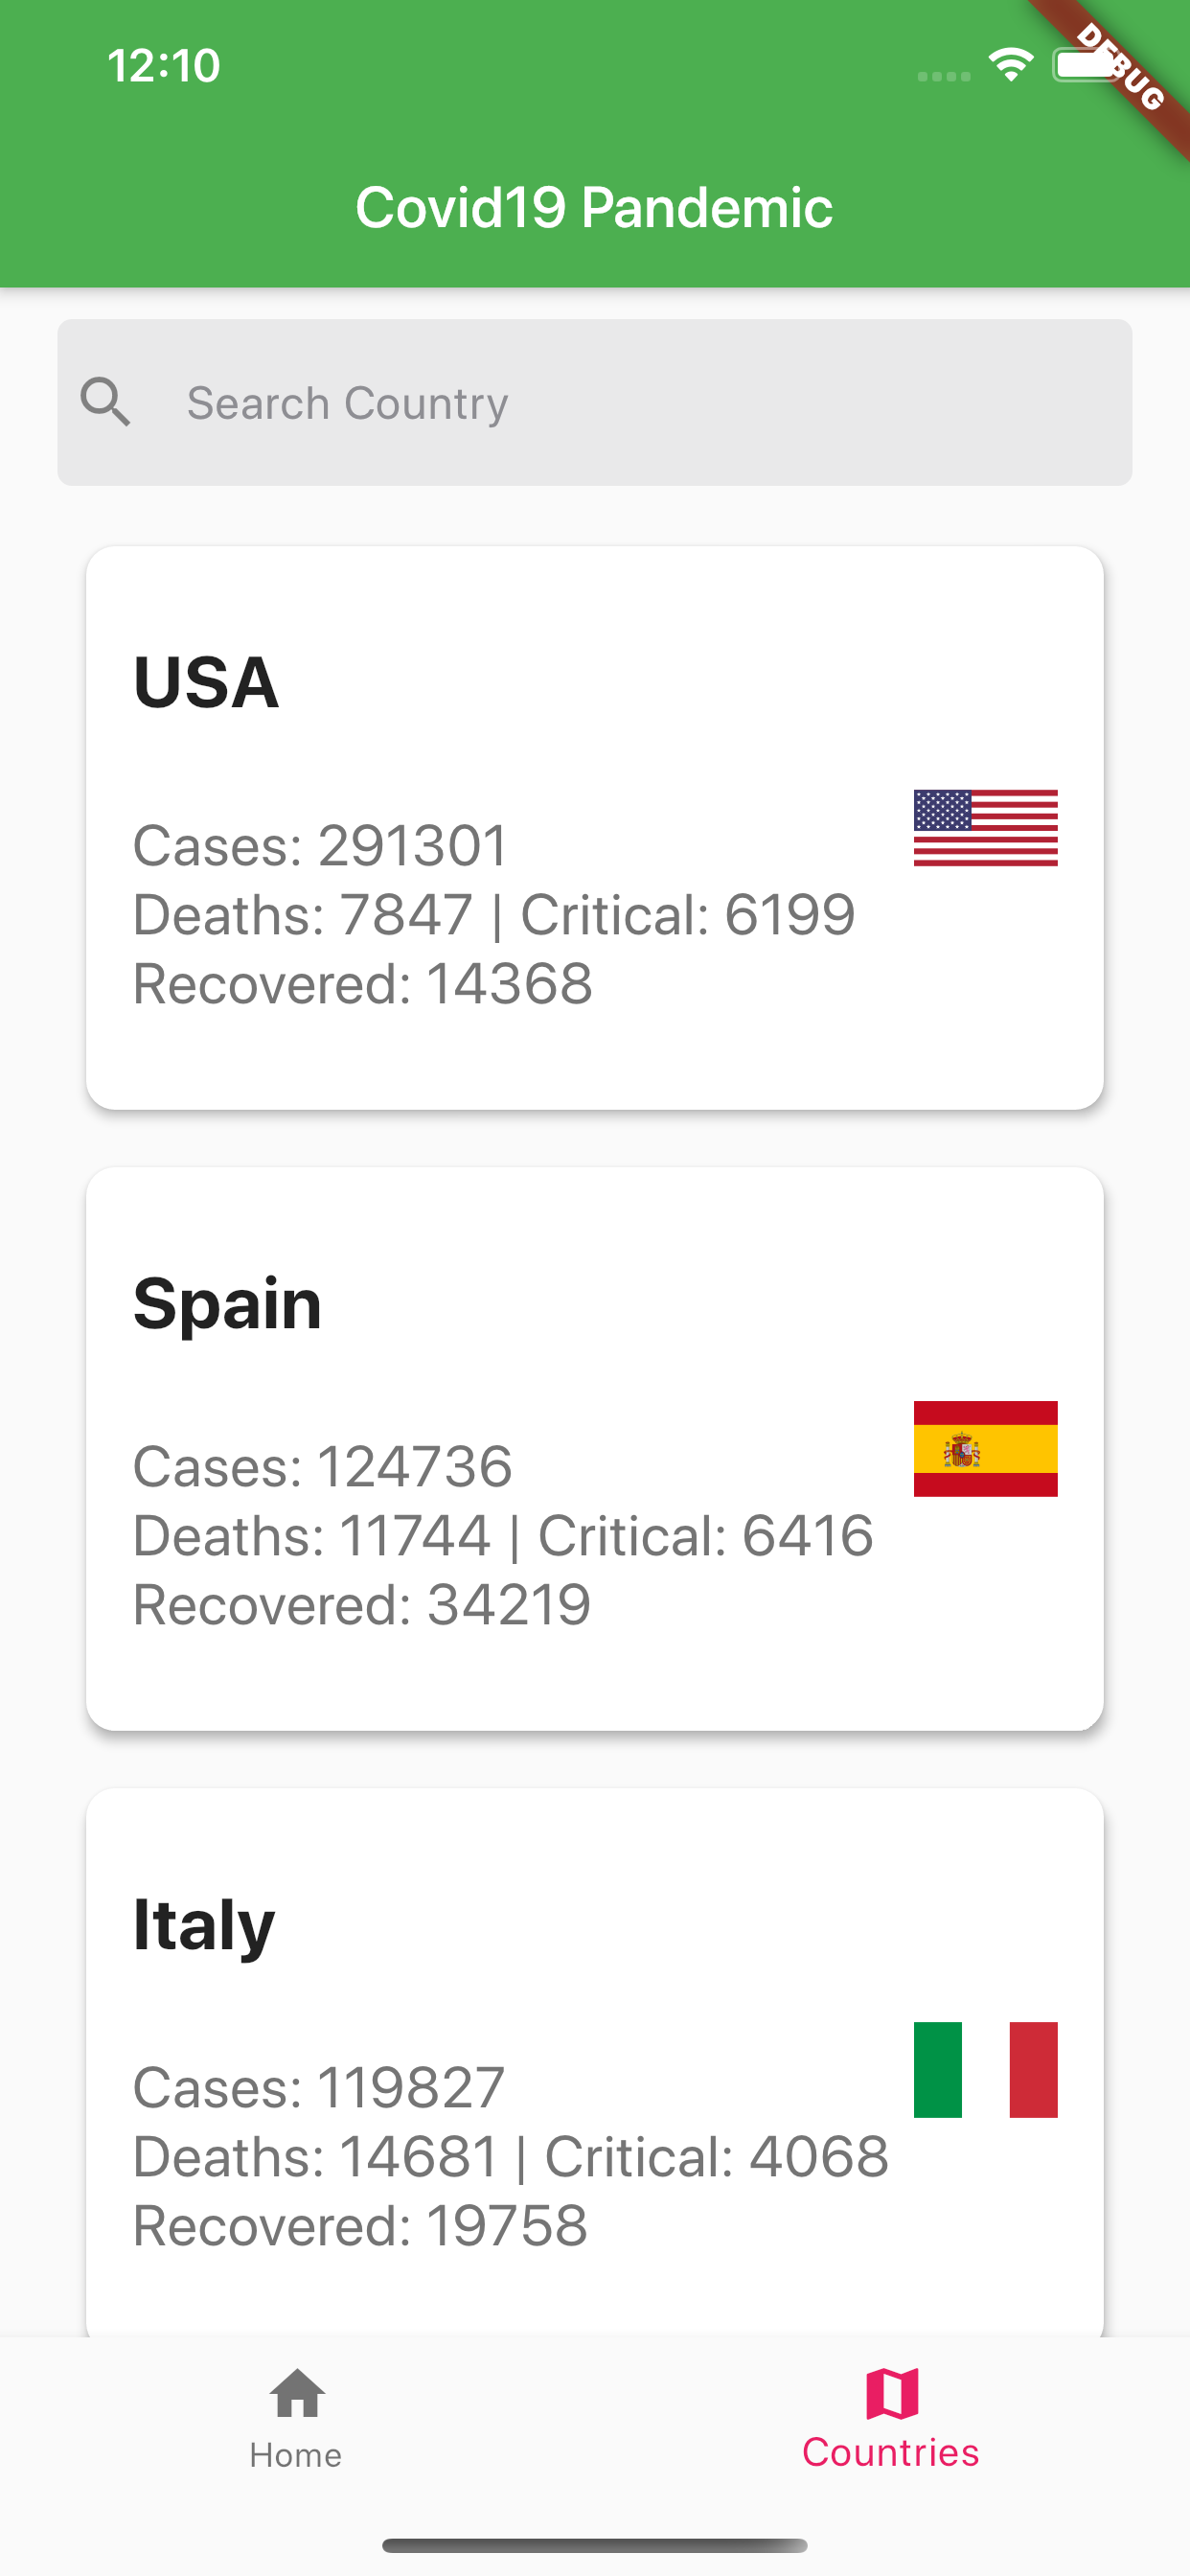 12:10
DEBUG
Covid19 Pandemic
Search Country
USA
Cases: 291301
Deaths: 7847 | Critical: 6199
Recovered: 14368
Spain
Cases: 124736
Deaths: 11744 | Critical: 6416
Recovered: 34219
Italy
Cases: 119827
Deaths: 14681 | Critical: 4068
Recovered: 19758
Home
Countries